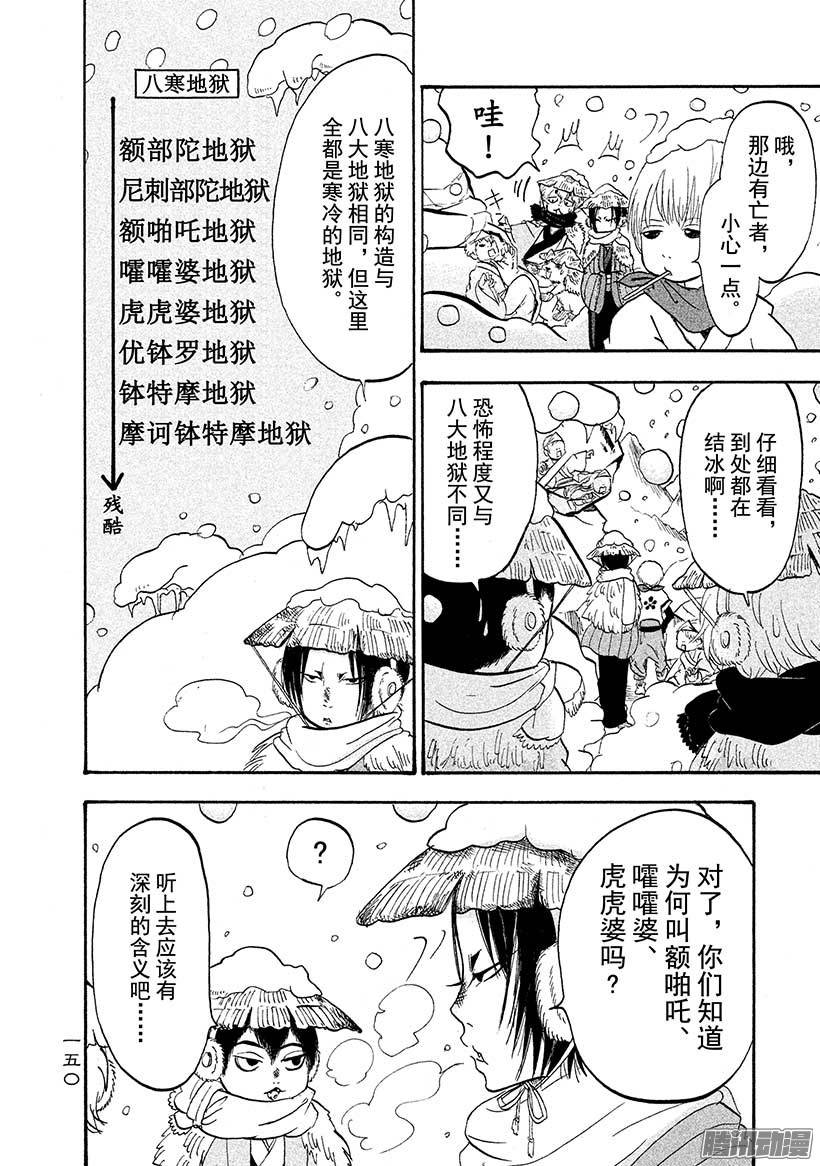 哦，
那边有亡者，
小心一点。
哇！
仔细看看，
到处都在
结冰啊……
恐怖程度又与
八大地狱不同……
八寒地狱的构造与
八大地狱相同，但这里
全都是寒冷的地狱。
八寒地狱
额部陀地狱
尼刺部陀地狱
额啪吒地狱
嚯嚯婆地狱
虎虎婆地狱
优钵罗地狱
钵特摩地狱
摩诃钵特摩地狱
残酷
对了，你们知道
为何叫额啪吒、
嚯嚯婆、
虎虎婆吗？
？
听上去应该有
深刻的含义吧……
一五〇
腾讯动漫